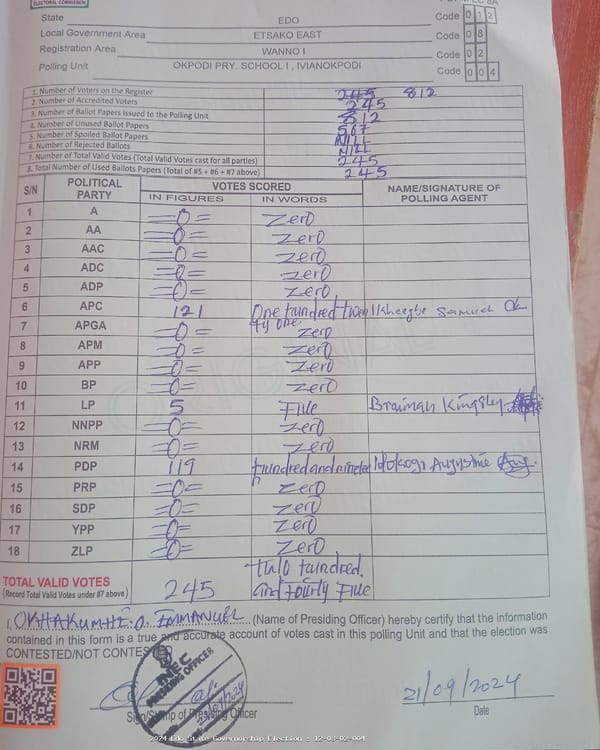 ELECTORAL COMMISSION
State EDO Code 0 1 2
Local Government Area ETSAKO EAST Code 0 8
Registration Area WANNO I Code 0 2
Polling Unit OKPODI PRY. SCHOOL I , IVIANOKPODI Code 0 0 4
1. Number of Voters on the Register 245 812
2. Number of Accredited Voters 245
3. Number of Ballot Papers Issued to the Polling Unit 812
4. Number of Unused Ballot Papers 567
5. Number of Spoiled Ballot Papers NILL
6. Number of Rejected Ballots NILL
7. Number of Total Valid Votes (Total Valid Votes cast for all parties) 245
8. Total Number of Used Ballots Papers (Total of #5 + #6 + #7 above) 245
S/N POLITICAL PARTY VOTES SCORED NAME/SIGNATURE OF POLLING AGENT
IN FIGURES IN WORDS
1 A =0= Zero
2 AA =0= Zero
3 AAC =0= Zero
4 ADC =0= Zero
5 ADP =0= Zero
6 APC 121 One hundred twenty one Samuel
7 APGA =0= Zero
8 APM =0= Zero
9 APP =0= Zero
10 BP =0= Zero
11 LP 5 Five Braimah Kingsley
12 NNPP =0= Zero
13 NRM =0= Zero
14 PDP 119 hundred and Augustine
15 PRP =0= Zero
16 SDP =0= Zero
17 YPP =0= Zero
18 ZLP =0= Zero
TOTAL VALID VOTES
(Record Total Valid Votes under #7 above) 245 Two hundred and fourty Five
I, OKHAKUMHE .O. EMMANUEL (Name of Presiding Officer) hereby certify that the information
contained in this form is a true and accurate account of votes cast in this polling Unit and that the election was
CONTESTED/NOT CONTESTED
INEC
PRESIDING OFFICER
21/09/2024
Sign/Stamp of Presiding Officer
21/09/2024
Date
2024 Edo State Governorship Election - 12-08-02-004